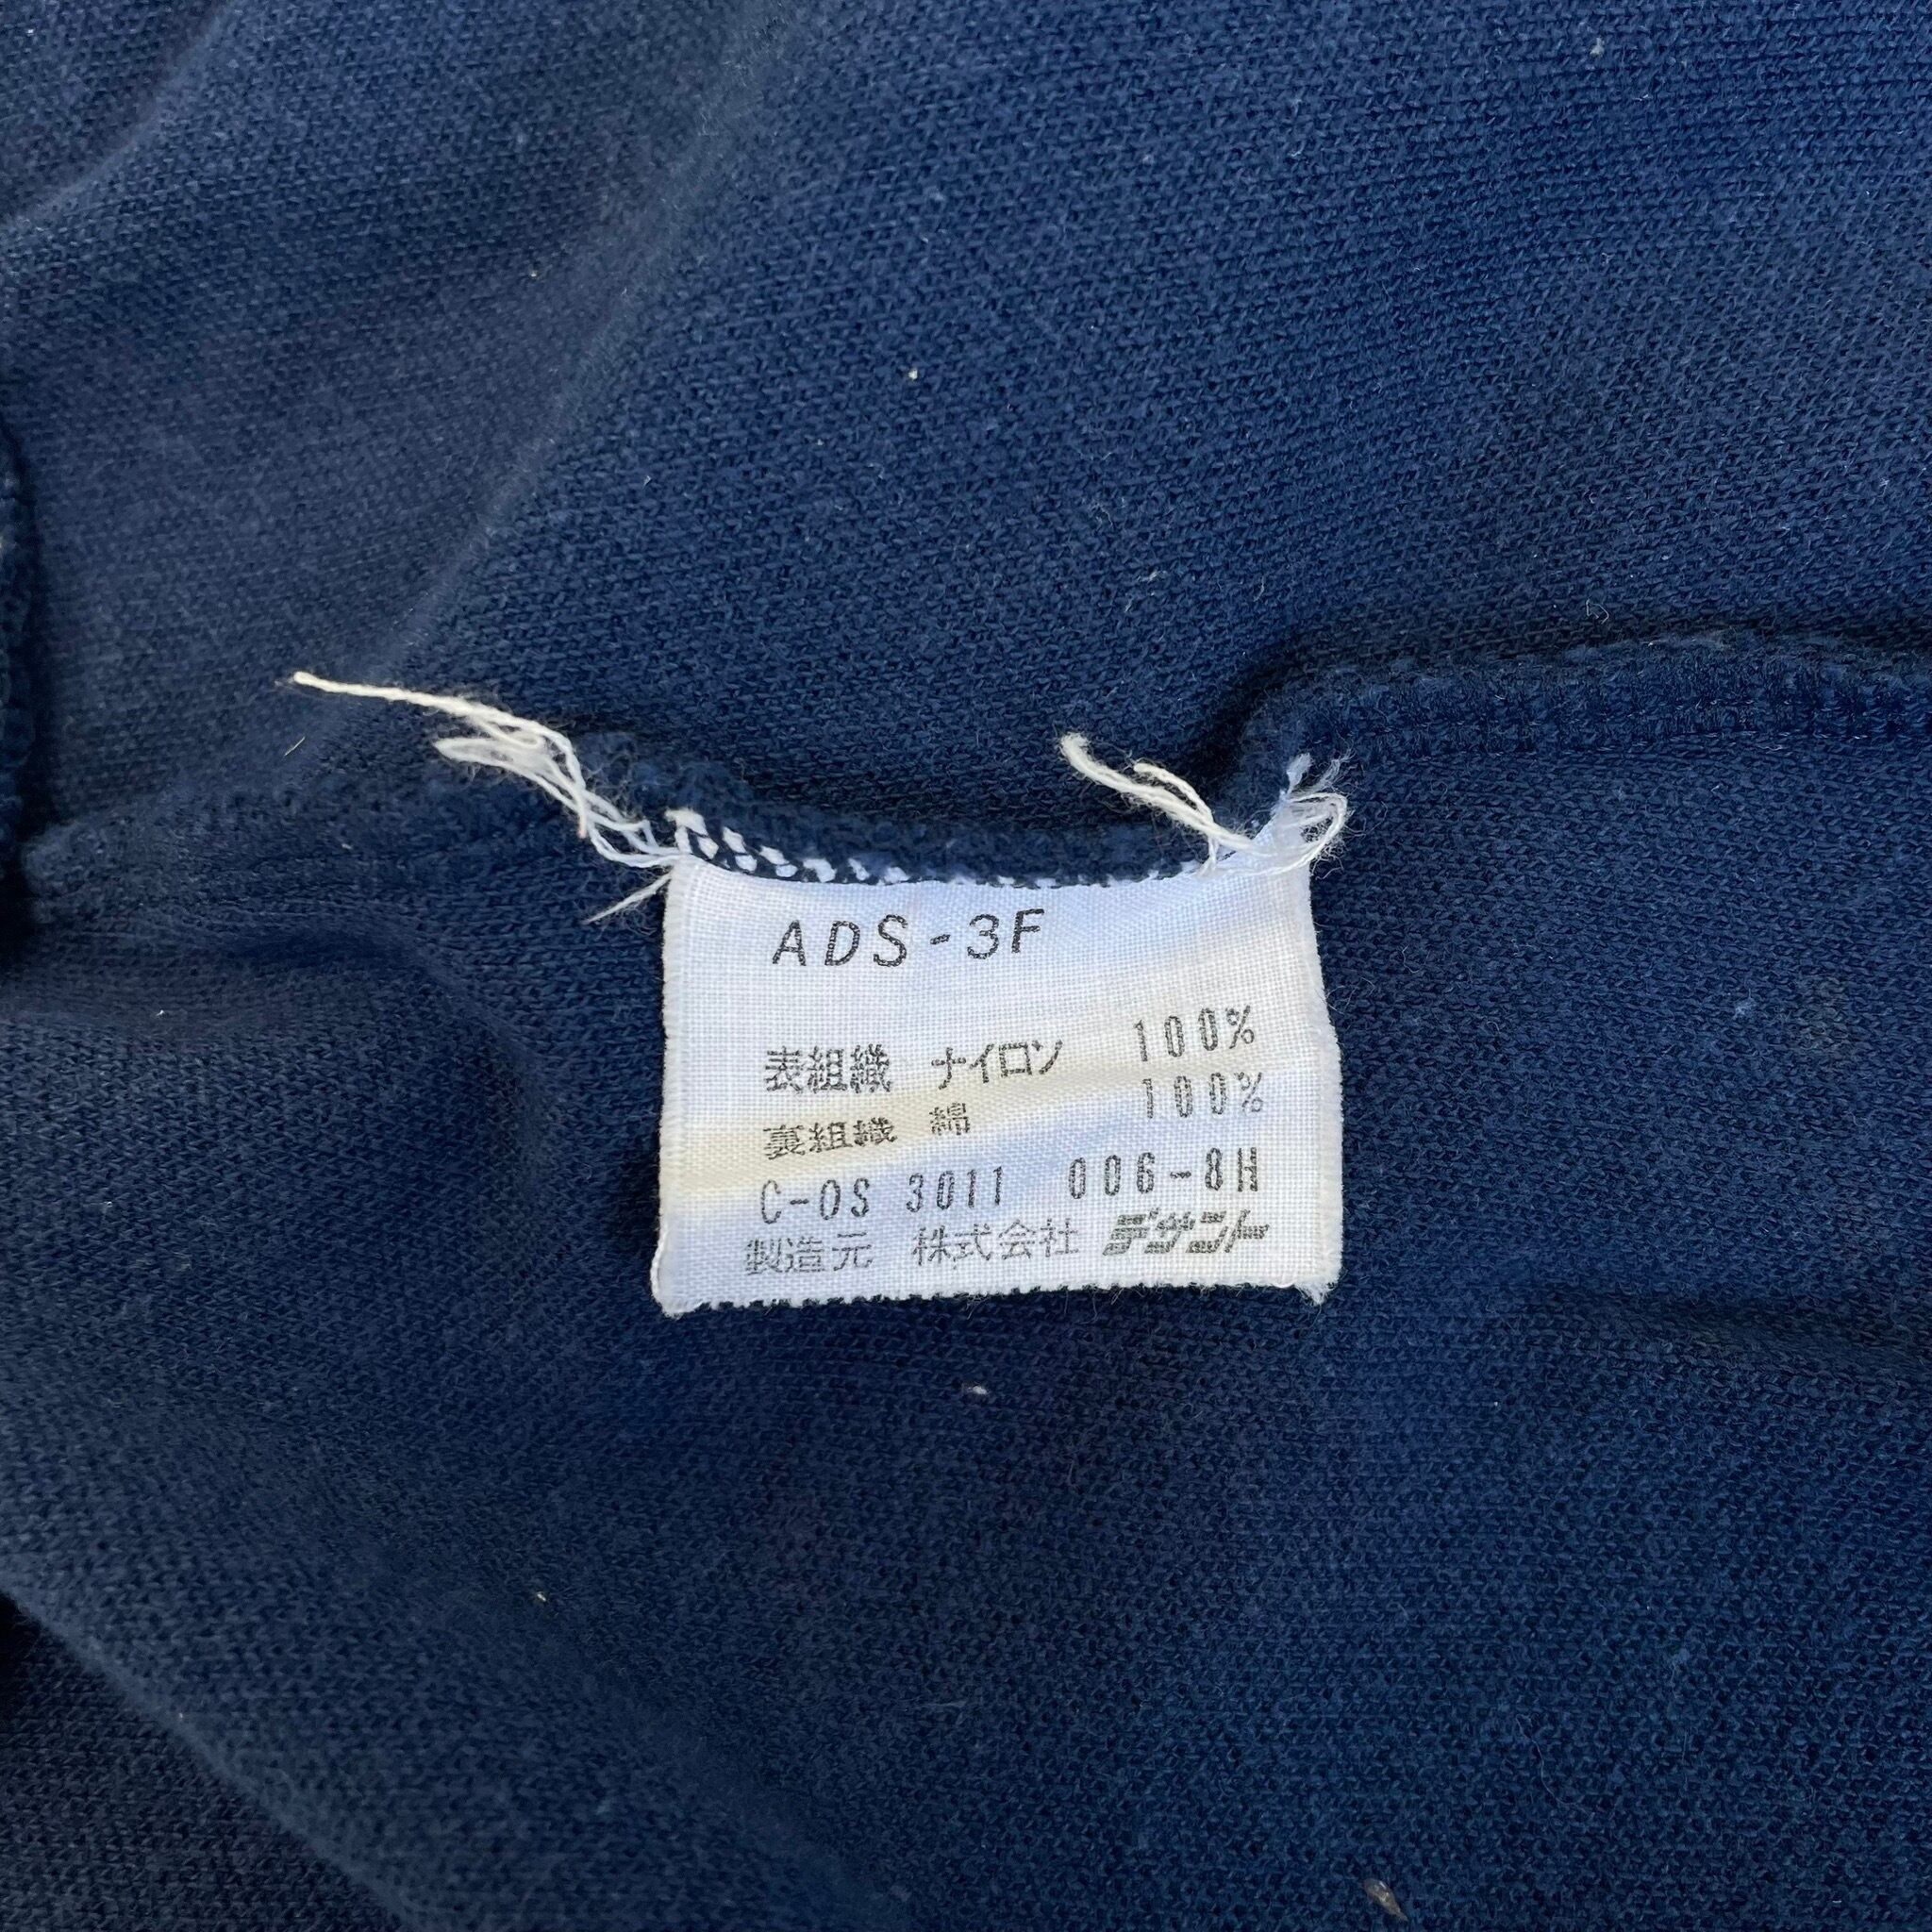 ADS-3F
表組織 ナイロン 100%
裏組織 綿 100%
C-OS 3011 006-8H
製造元 株式会社 デサント